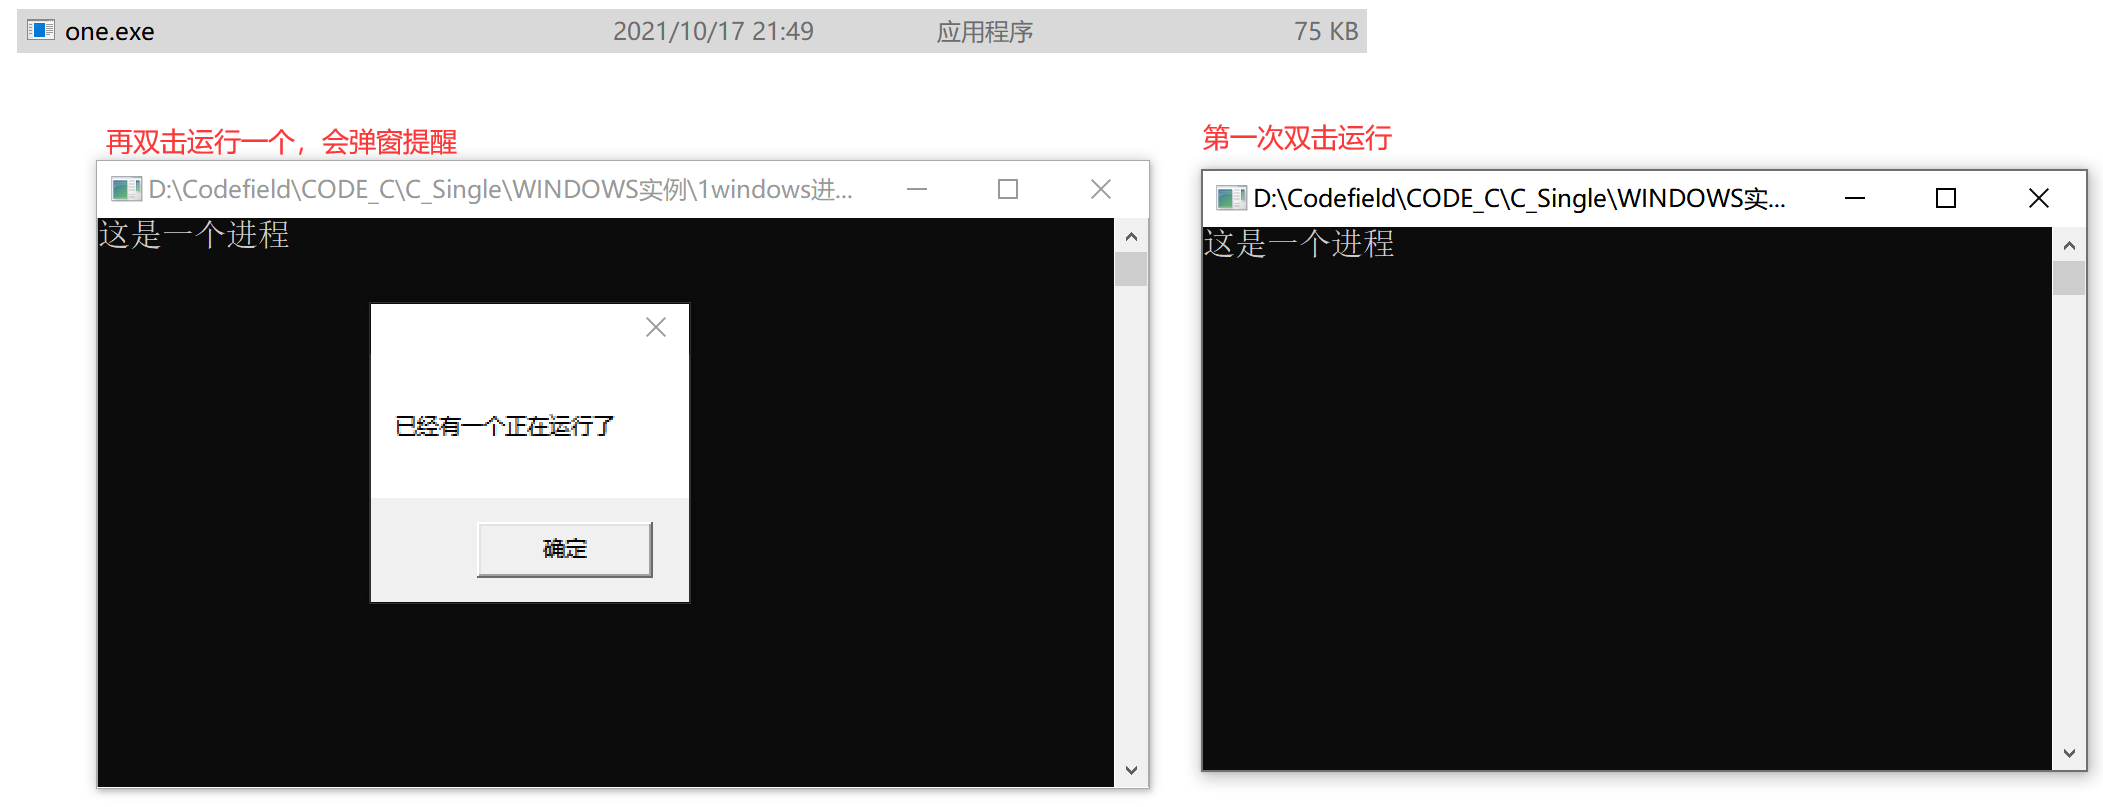 one.exe 2021/10/17 21:49 应用程序 75 KB
再双击运行一个，会弹窗提醒
D:\Codefield\CODE_C\C_Single\WINDOWS实例\1windows进...
这是一个进程
已经有一个正在运行了
确定
第一次双击运行
D:\Codefield\CODE_C\C_Single\WINDOWS实...
这是一个进程